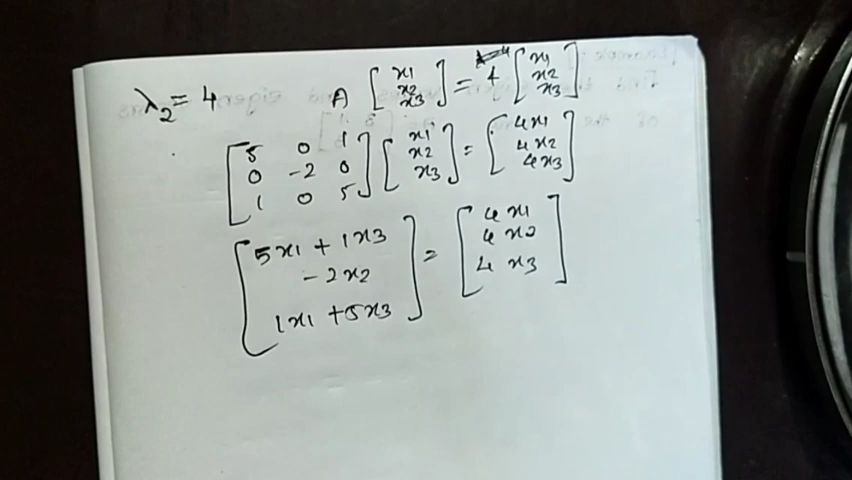 λ₂ = 4 A [x1 x2 x3] = 4 [x1 x2 x3]
[5 0 1
0 -2 0
1 0 5] [x1 x2 x3] = [4x1 4x2 4x3]
[5x1 + 1x3
-2x2
1x1 + 5x3] = [4x1 4x2 4x3]